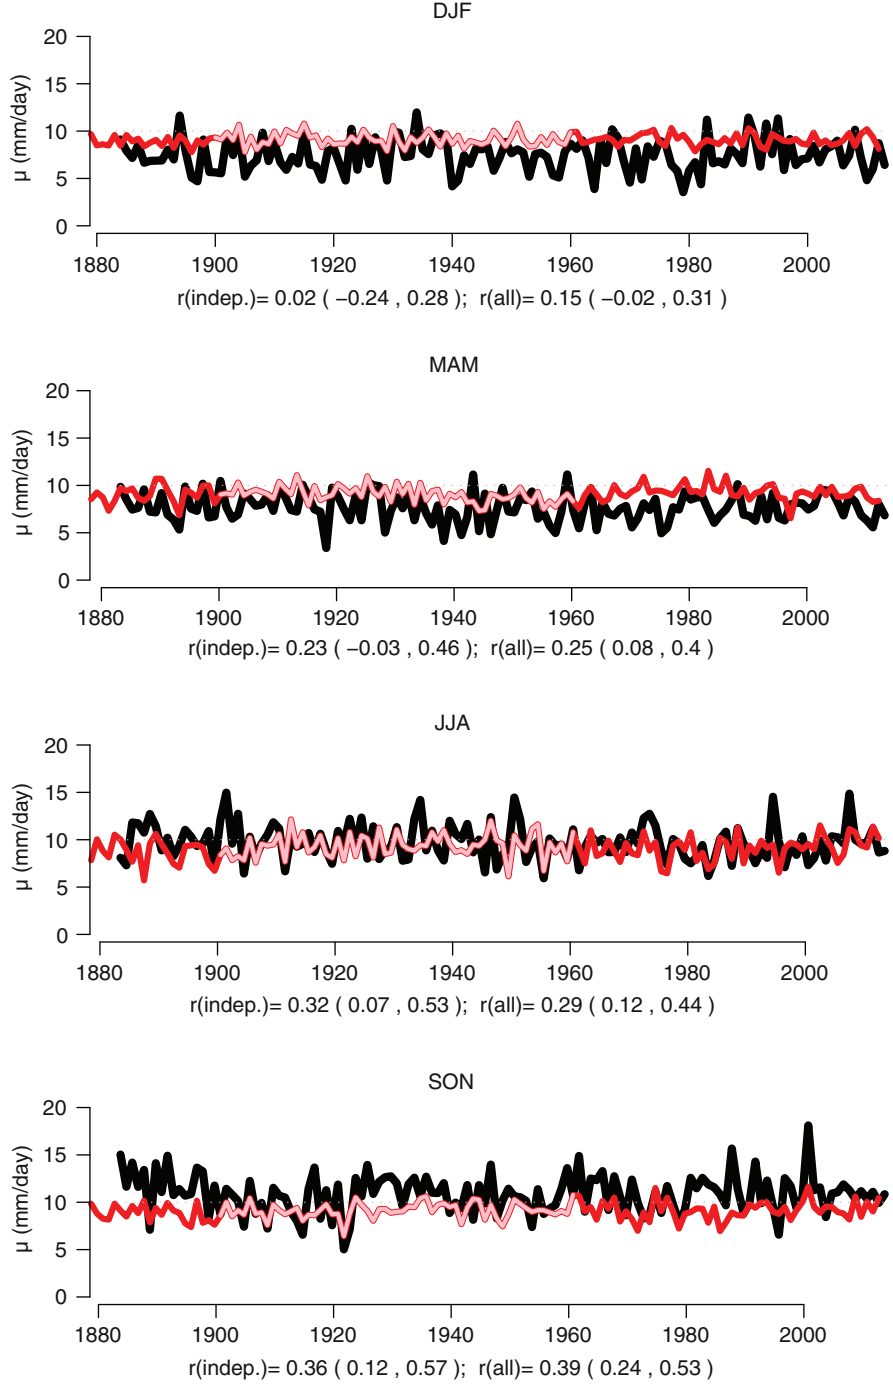 DJF
20
15
10
5
0
μ (mm/day)
1880 1900 1920 1940 1960 1980 2000
r(indep.)= 0.02 ( −0.24 , 0.28 ); r(all)= 0.15 ( −0.02 , 0.31 )
MAM
20
15
10
5
0
μ (mm/day)
1880 1900 1920 1940 1960 1980 2000
r(indep.)= 0.23 ( −0.03 , 0.46 ); r(all)= 0.25 ( 0.08 , 0.4 )
JJA
20
15
10
5
0
μ (mm/day)
1880 1900 1920 1940 1960 1980 2000
r(indep.)= 0.32 ( 0.07 , 0.53 ); r(all)= 0.29 ( 0.12 , 0.44 )
SON
20
15
10
5
0
μ (mm/day)
1880 1900 1920 1940 1960 1980 2000
r(indep.)= 0.36 ( 0.12 , 0.57 ); r(all)= 0.39 ( 0.24 , 0.53 )